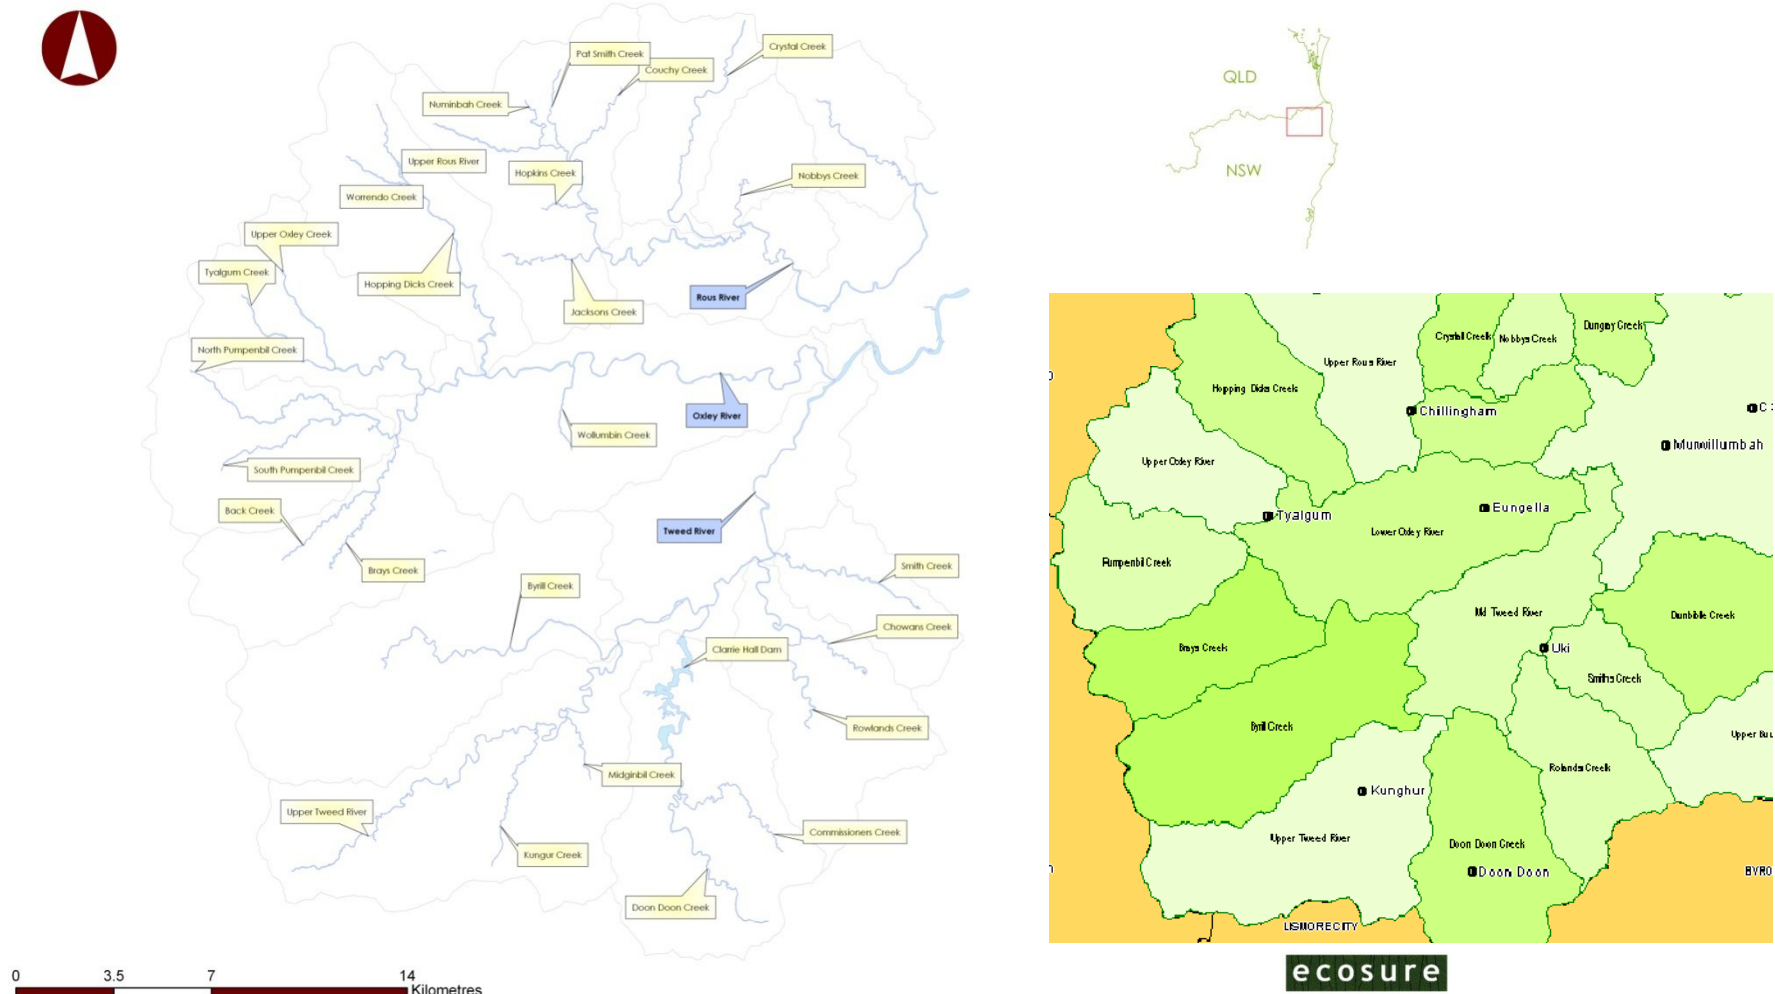 Pat Smith Creek
Crystal Creek
Couchy Creek
Numinbah Creek
Upper Rous River
Hopkins Creek
Nobbys Creek
Worrendo Creek
Upper Oxley Creek
Tyalgum Creek
Hopping Dicks Creek
Rous River
Jacksons Creek
North Pumpenbil Creek
Oxley River
Wollumbin Creek
South Pumpenbil Creek
Back Creek
Tweed River
Brays Creek
Smith Creek
Byrill Creek
Chowans Creek
Clarrie Hall Dam
Rowlands Creek
Midginbil Creek
Upper Tweed River
Commissioners Creek
Kungur Creek
Doon Doon Creek
0 3.5 7 14
Kilometres
QLD
NSW
Dungay Creek
Crystal Creek
Nobbys Creek
Upper Rous River
Hopping Dicks Creek
Chillingham
Murwillumbah
Upper Oxley River
Eungella
Tyalgum
Lower Oxley River
Pumpenbil Creek
Mid Tweed River
Dunbible Creek
Brays Creek
Uki
Smiths Creek
Byrill Creek
Upper
Rolands Creek
Kunghur
Upper Tweed River
Doon Doon Creek
Doon Doon
BYRO
LISMORE CITY
ecosure